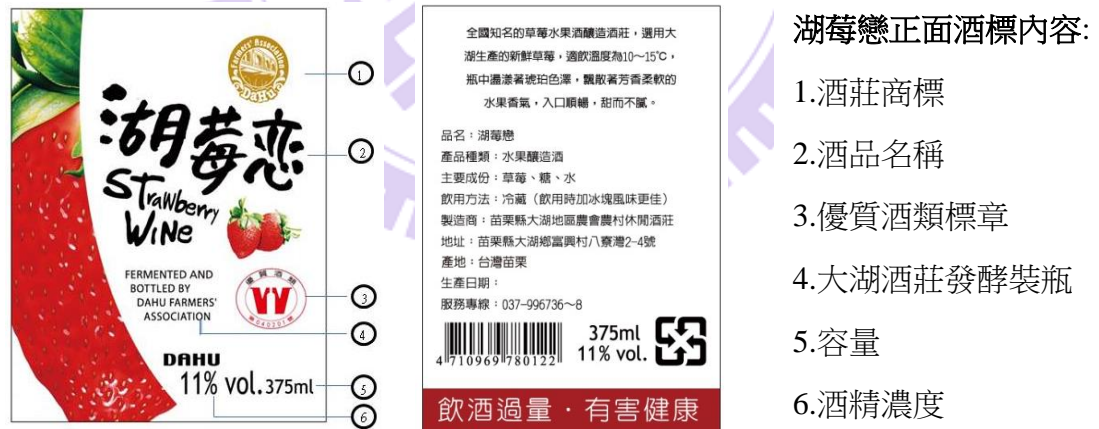 Farmers' Association
DaHu
①
湖莓恋
②
Strawberry
Wine
FERMENTED AND
BOTTLED BY
DAHU FARMERS'
ASSOCIATION
優質酒類
040201
③
④
DAHU
11% vol.375ml
⑤
⑥
全國知名的草莓水果酒釀造酒莊，選用大
湖生產的新鮮草莓，適飲溫度為10～15℃，
瓶中盪漾著琥珀色澤，飄散著芳香柔軟的
水果香氣，入口順暢，甜而不膩。
品名：湖莓戀
產品種類：水果釀造酒
主要成份：草莓、糖、水
飲用方法：冷藏（飲用時加冰塊風味更佳）
製造商：苗栗縣大湖地區農會農村休閒酒莊
地址：苗栗縣大湖鄉富興村八寮灣2-4號
產地：台灣苗栗
生產日期：
服務專線：037-996736～8
4 710969 780122
375ml
11% vol.
飲酒過量·有害健康
湖莓戀正面酒標內容:
1.酒莊商標
2.酒品名稱
3.優質酒類標章
4.大湖酒莊發酵裝瓶
5.容量
6.酒精濃度